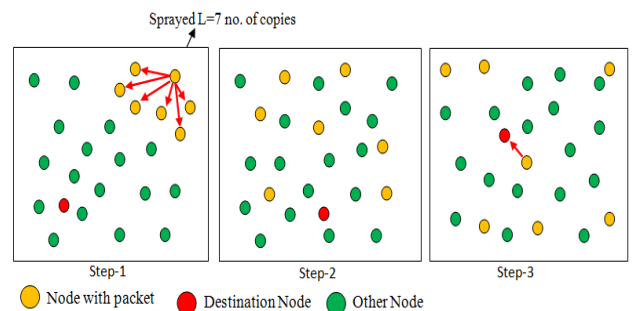 Sprayed L=7 no. of copies
Step-1
Step-2
Step-3
Node with packet
Destination Node
Other Node